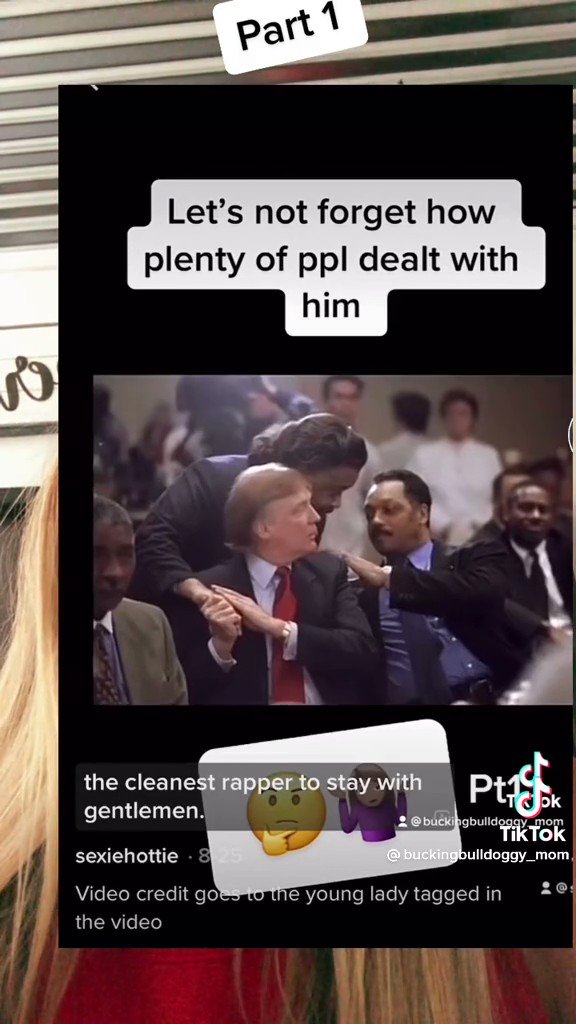 Part 1
Let's not forget how
plenty of ppl dealt with
him
the cleanest rapper to stay with
gentlemen.
Pt1
TikTok
@buckingbulldoggy_mom
TikTok
@buckingbulldoggy_mom
sexiehottie · 8-25
Video credit goes to the young lady tagged in
the video